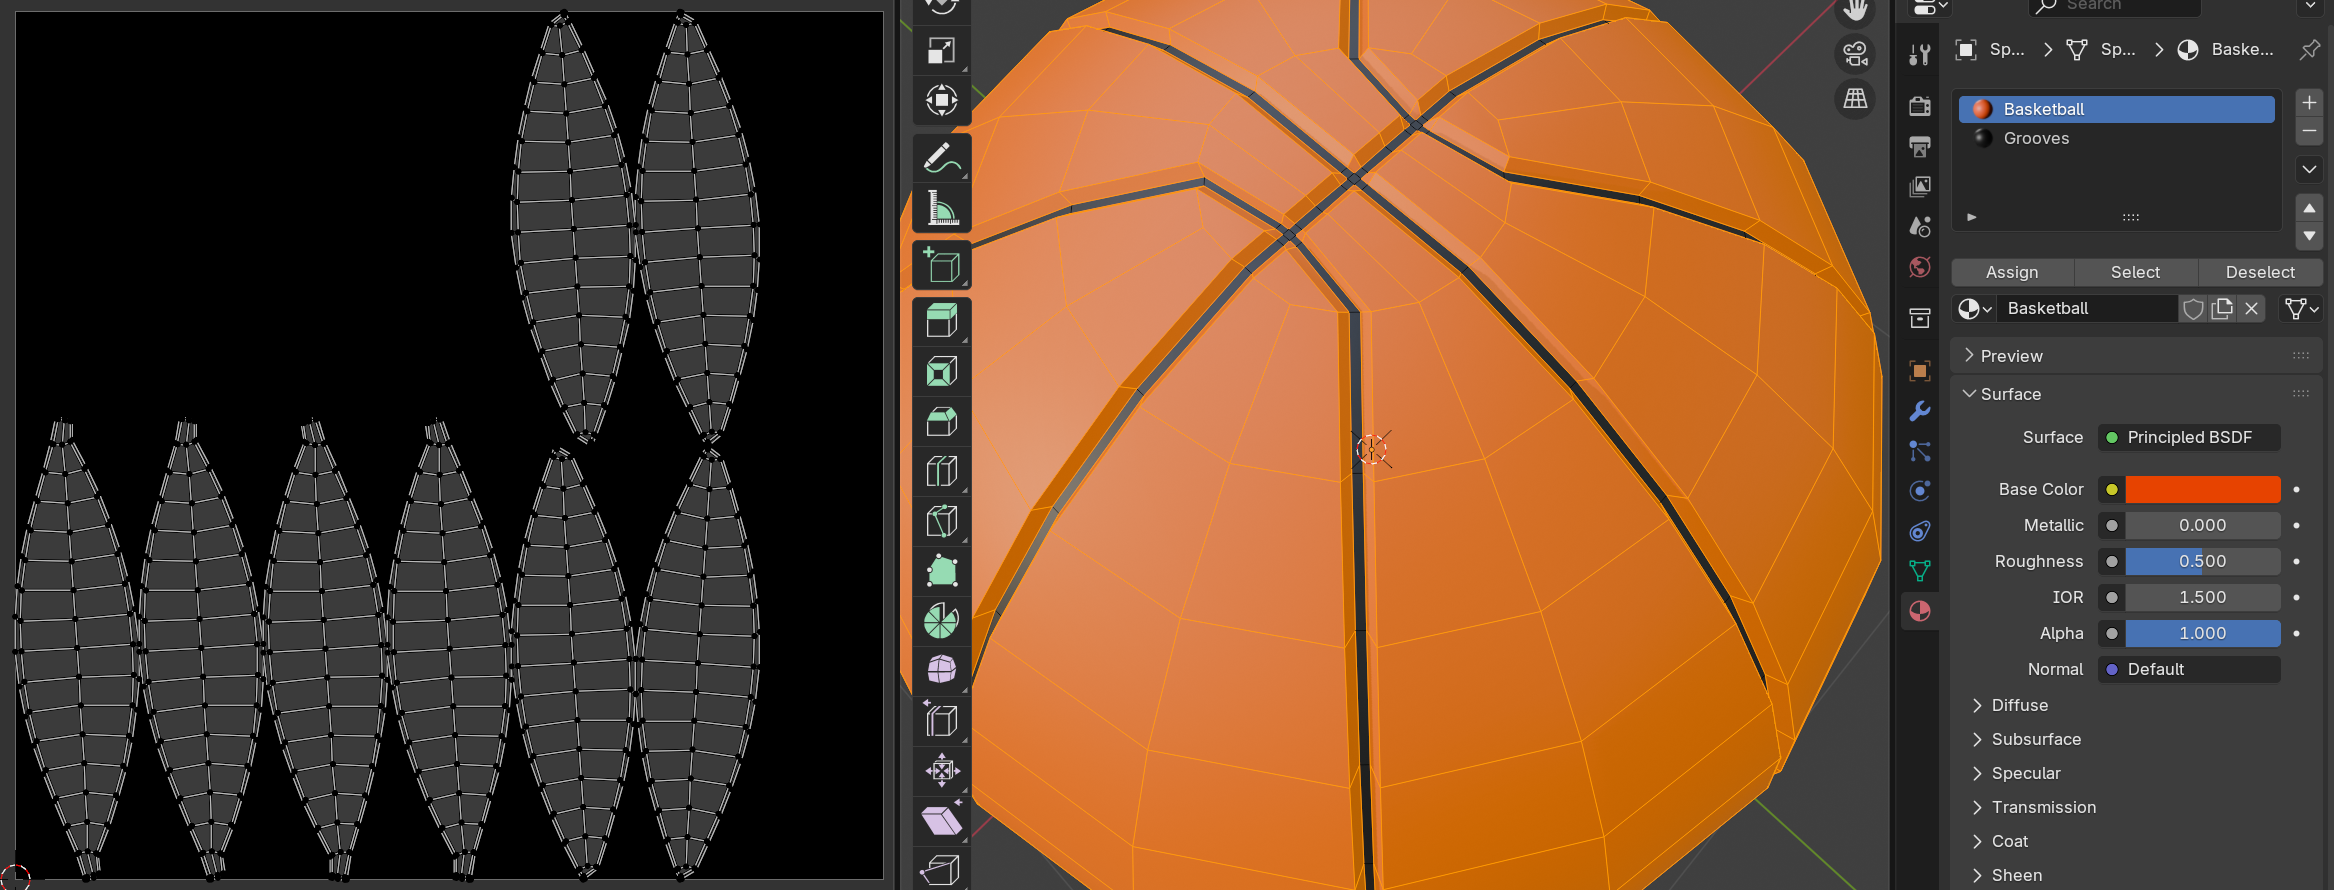 Search
Sp... Sp... Baske...
Basketball
Grooves
Assign Select Deselect
Basketball
Preview
Surface
Surface Principled BSDF
Base Color
Metallic 0.000
Roughness 0.500
IOR 1.500
Alpha 1.000
Normal Default
Diffuse
Subsurface
Specular
Transmission
Coat
Sheen